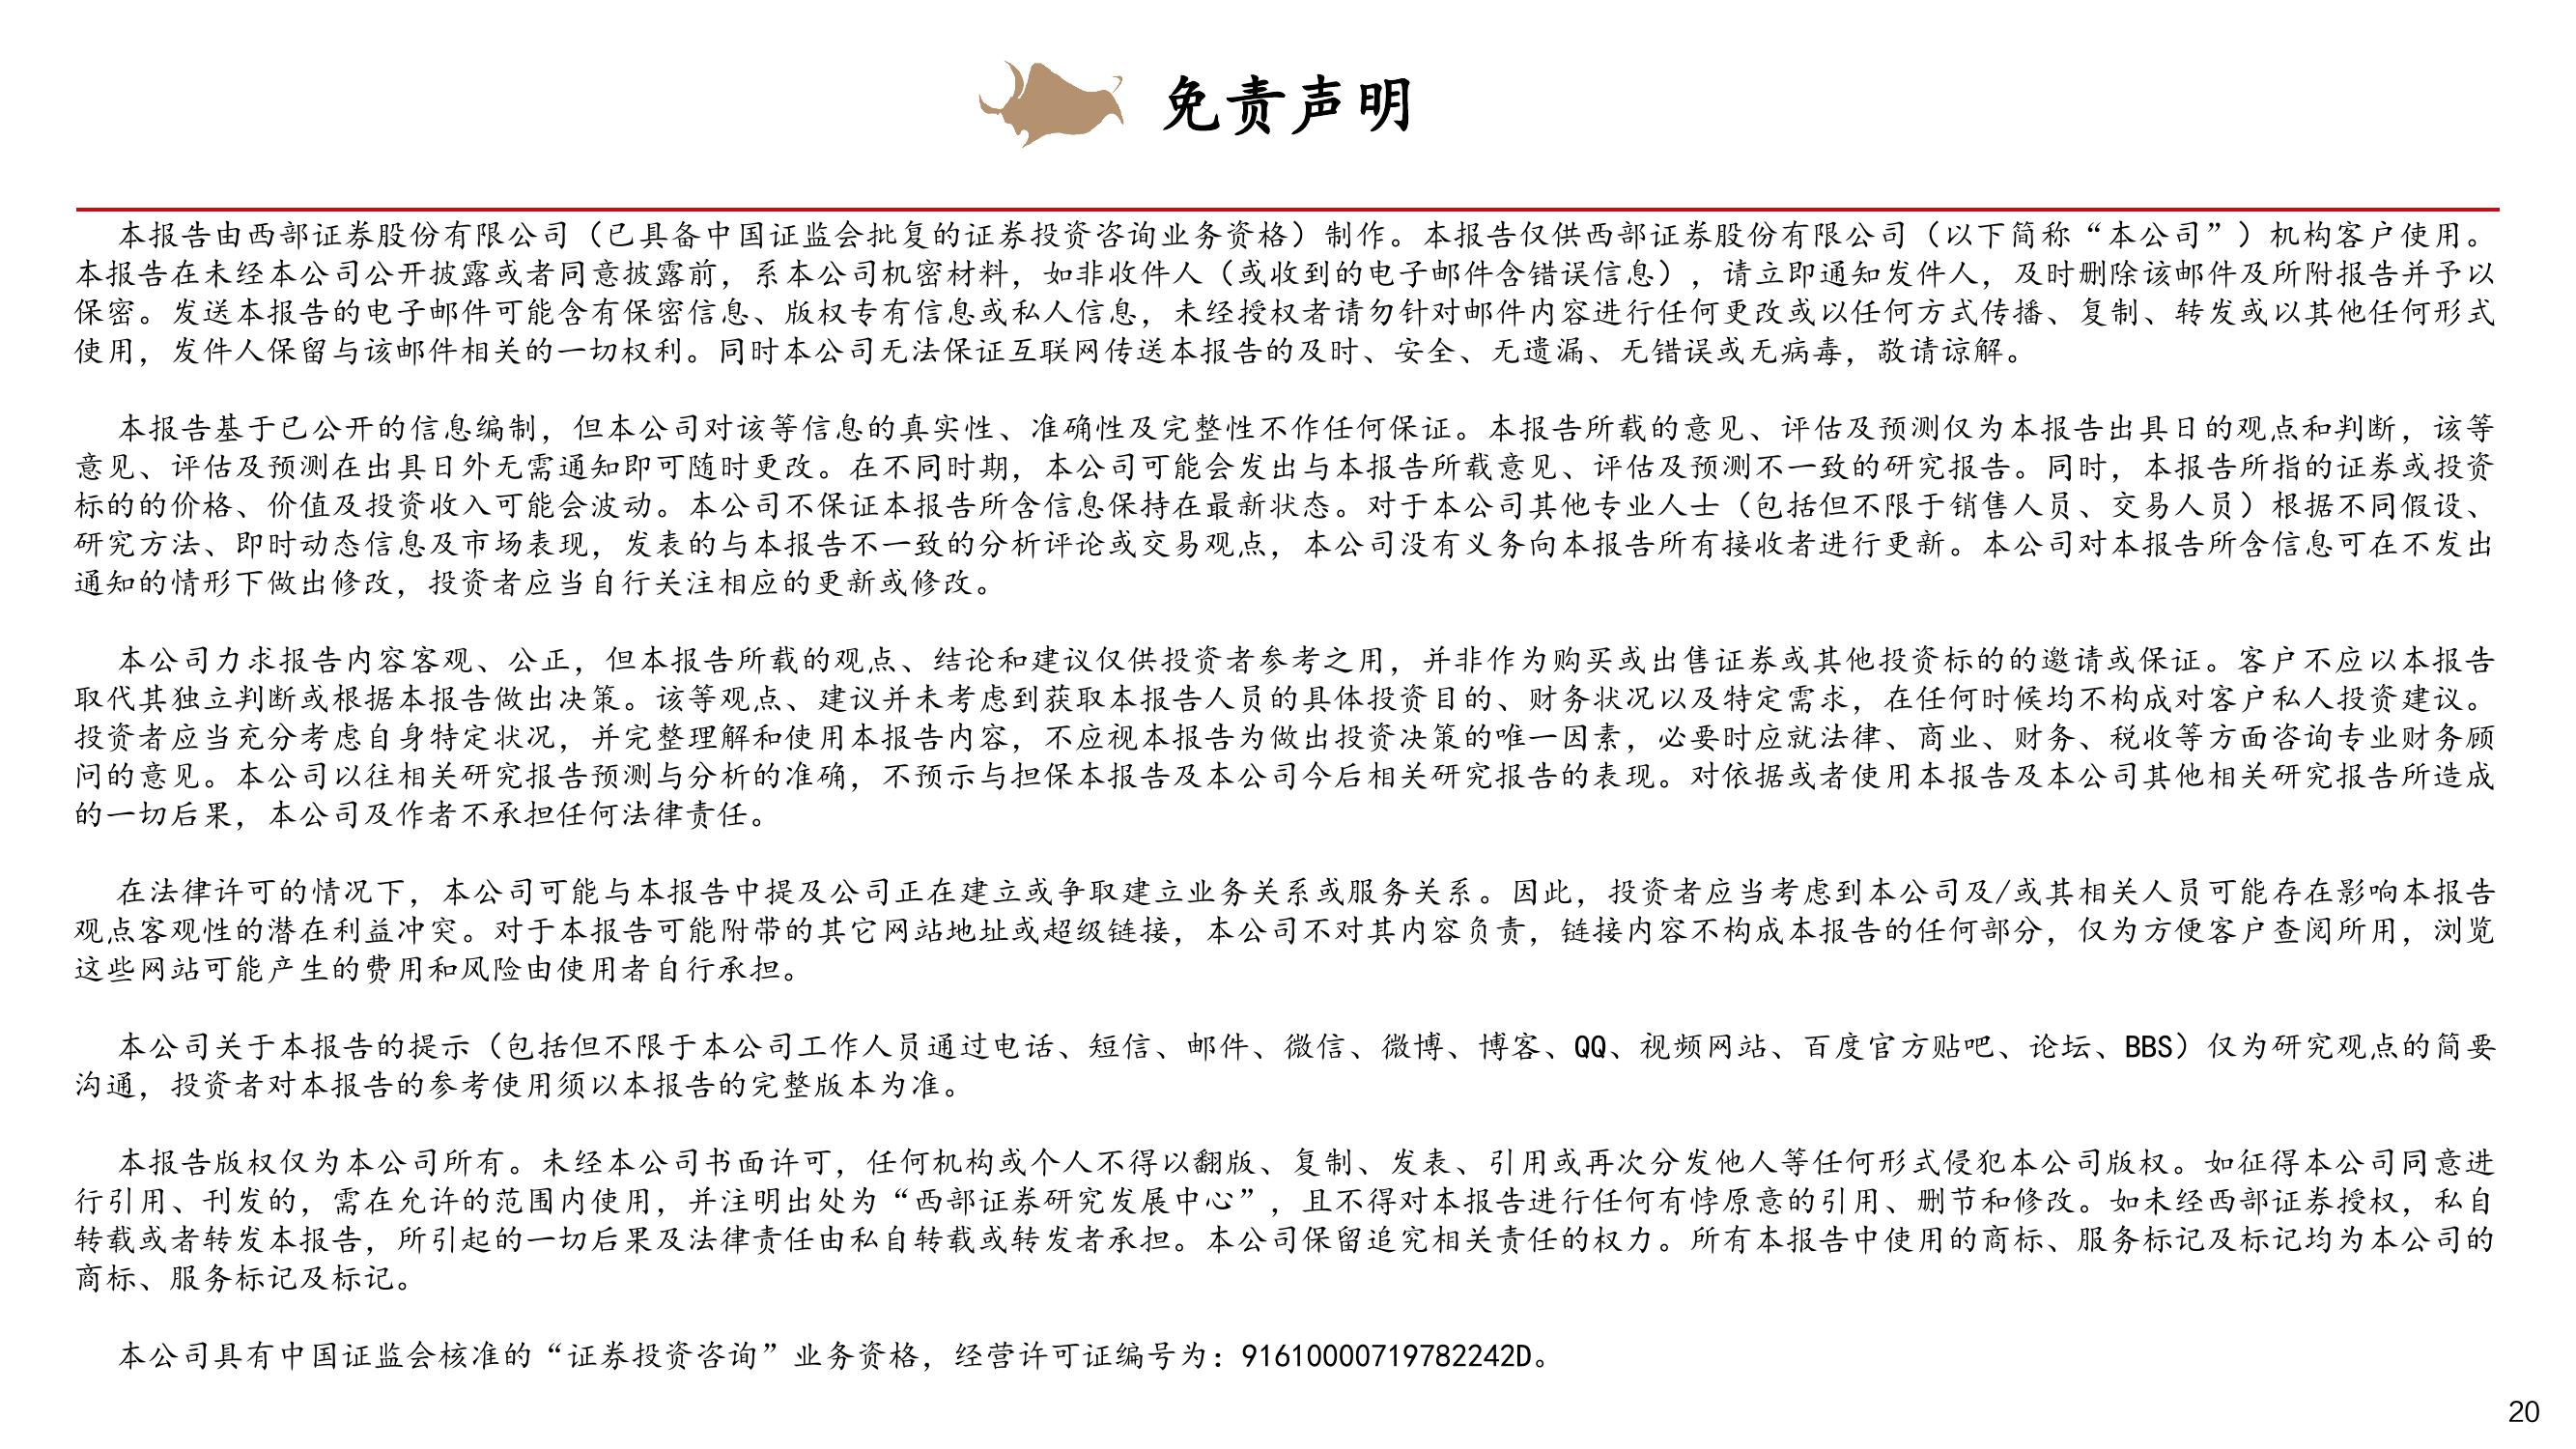 免责声明
本报告由西部证券股份有限公司（已具备中国证监会批复的证券投资咨询业务资格）制作。本报告仅供西部证券股份有限公司（以下简称“本公司”）机构客户使用。
本报告在未经本公司公开披露或者同意披露前，系本公司机密材料，如非收件人（或收到的电子邮件含错误信息），请立即通知发件人，及时删除该邮件及所附报告并予以
保密。发送本报告的电子邮件可能含有保密信息、版权专有信息或私人信息，未经授权者请勿针对邮件内容进行任何更改或以任何方式传播、复制、转发或以其他任何形式
使用，发件人保留与该邮件相关的一切权利。同时本公司无法保证互联网传送本报告的及时、安全、无遗漏、无错误或无病毒，敬请谅解。
本报告基于已公开的信息编制，但本公司对该等信息的真实性、准确性及完整性不作任何保证。本报告所载的意见、评估及预测仅为本报告出具日的观点和判断，该等
意见、评估及预测在出具日外无需通知即可随时更改。在不同时期，本公司可能会发出与本报告所载意见、评估及预测不一致的研究报告。同时，本报告所指的证券或投资
标的的价格、价值及投资收入可能会波动。本公司不保证本报告所含信息保持在最新状态。对于本公司其他专业人士（包括但不限于销售人员、交易人员）根据不同假设、
研究方法、即时动态信息及市场表现，发表的与本报告不一致的分析评论或交易观点，本公司没有义务向本报告所有接收者进行更新。本公司对本报告所含信息可在不发出
通知的情形下做出修改，投资者应当自行关注相应的更新或修改。
本公司力求报告内容客观、公正，但本报告所载的观点、结论和建议仅供投资者参考之用，并非作为购买或出售证券或其他投资标的的邀请或保证。客户不应以本报告
取代其独立判断或根据本报告做出决策。该等观点、建议并未考虑到获取本报告人员的具体投资目的、财务状况以及特定需求，在任何时候均不构成对客户私人投资建议。
投资者应当充分考虑自身特定状况，并完整理解和使用本报告内容，不应视本报告为做出投资决策的唯一因素，必要时应就法律、商业、财务、税收等方面咨询专业财务顾
问的意见。本公司以往相关研究报告预测与分析的准确，不预示与担保本报告及本公司今后相关研究报告的表现。对依据或者使用本报告及本公司其他相关研究报告所造成
的一切后果，本公司及作者不承担任何法律责任。
在法律许可的情况下，本公司可能与本报告中提及公司正在建立或争取建立业务关系或服务关系。因此，投资者应当考虑到本公司及/或其相关人员可能存在影响本报告
观点客观性的潜在利益冲突。对于本报告可能附带的其它网站地址或超级链接，本公司不对其内容负责，链接内容不构成本报告的任何部分，仅为方便客户查阅所用，浏览
这些网站可能产生的费用和风险由使用者自行承担。
本公司关于本报告的提示（包括但不限于本公司工作人员通过电话、短信、邮件、微信、微博、博客、QQ、视频网站、百度官方贴吧、论坛、BBS）仅为研究观点的简要
沟通，投资者对本报告的参考使用须以本报告的完整版本为准。
本报告版权仅为本公司所有。未经本公司书面许可，任何机构或个人不得以翻版、复制、发表、引用或再次分发他人等任何形式侵犯本公司版权。如征得本公司同意进
行引用、刊发的，需在允许的范围内使用，并注明出处为“西部证券研究发展中心”，且不得对本报告进行任何有悖原意的引用、删节和修改。如未经西部证券授权，私自
转载或者转发本报告，所引起的一切后果及法律责任由私自转载或转发者承担。本公司保留追究相关责任的权力。所有本报告中使用的商标、服务标记及标记均为本公司的
商标、服务标记及标记。
本公司具有中国证监会核准的“证券投资咨询”业务资格，经营许可证编号为：91610000719782242D。
20